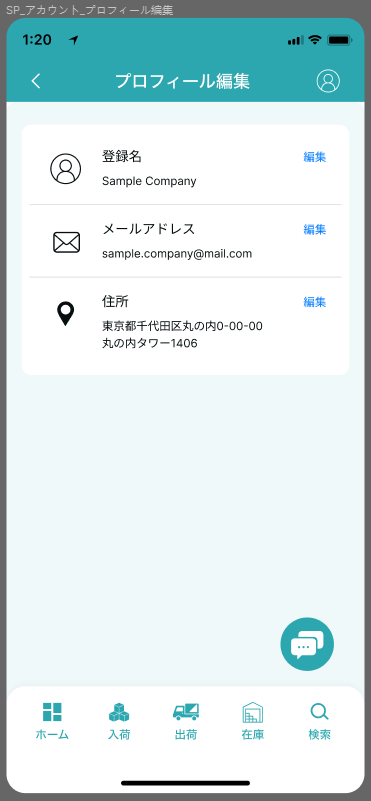 SP_アカウント_プロフィール編集
1:20
プロフィール編集
登録名
編集
Sample Company
メールアドレス
編集
sample.company@mail.com
住所
編集
東京都千代田区丸の内0-00-00
丸の内タワー1406
ホーム
入荷
出荷
在庫
検索